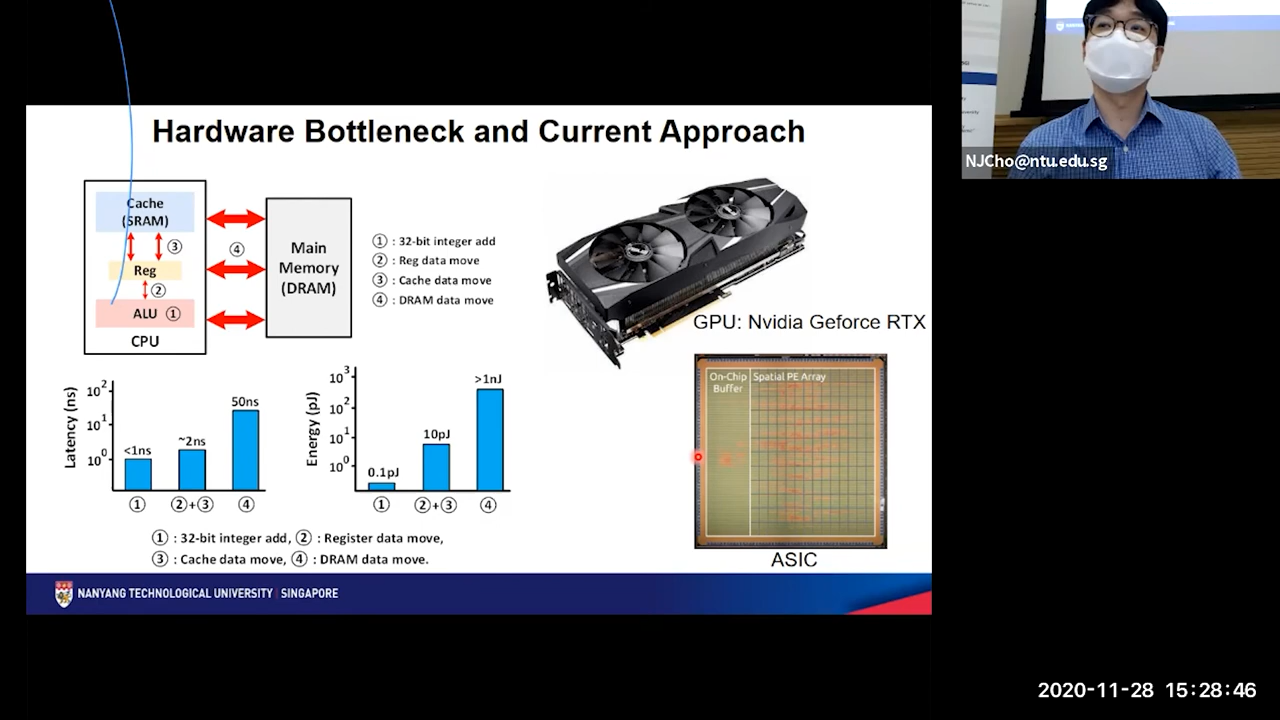 Hardware Bottleneck and Current Approach
Cache
(SRAM)
③
Reg
②
ALU ①
CPU
④
Main
Memory
(DRAM)
① : 32-bit integer add
② : Reg data move
③ : Cache data move
④ : DRAM data move
GPU: Nvidia Geforce RTX
Latency (ns)
10²
10¹
10⁰
<1ns
~2ns
50ns
①
②+③
④
Energy (pJ)
10³
10²
10¹
10⁰
0.1pJ
10pJ
>1nJ
①
②+③
④
On-Chip
Buffer
Spatial PE Array
ASIC
① : 32-bit integer add, ② : Register data move,
③ : Cache data move, ④ : DRAM data move.
NANYANG TECHNOLOGICAL UNIVERSITY | SINGAPORE
NJCho@ntu.edu.sg
2020-11-28 15:28:46